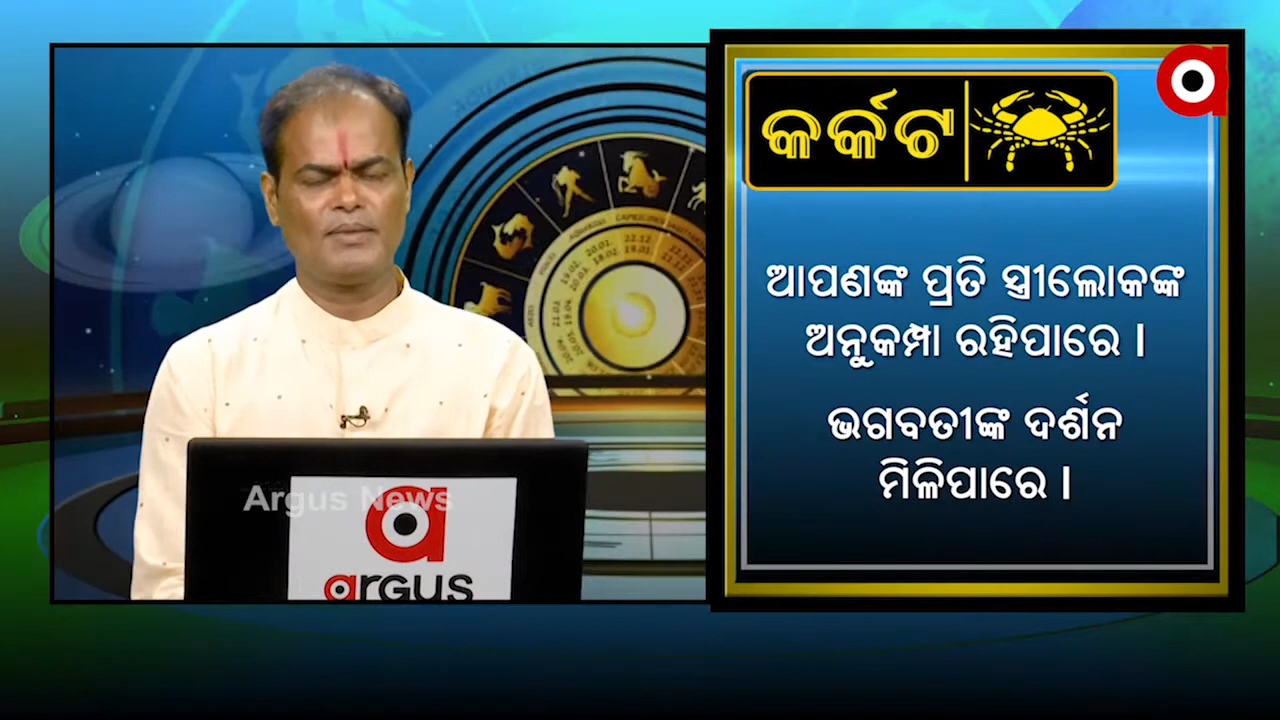 କର୍କଟ
ଆପଣଙ୍କ ପ୍ରତି ସ୍ତ୍ରୀଲୋକଙ୍କ
ଅନୁକମ୍ପା ରହିପାରେ ।
ଭଗବତୀଙ୍କ ଦର୍ଶନ
ମିଳିପାରେ ।
Argus News
argus